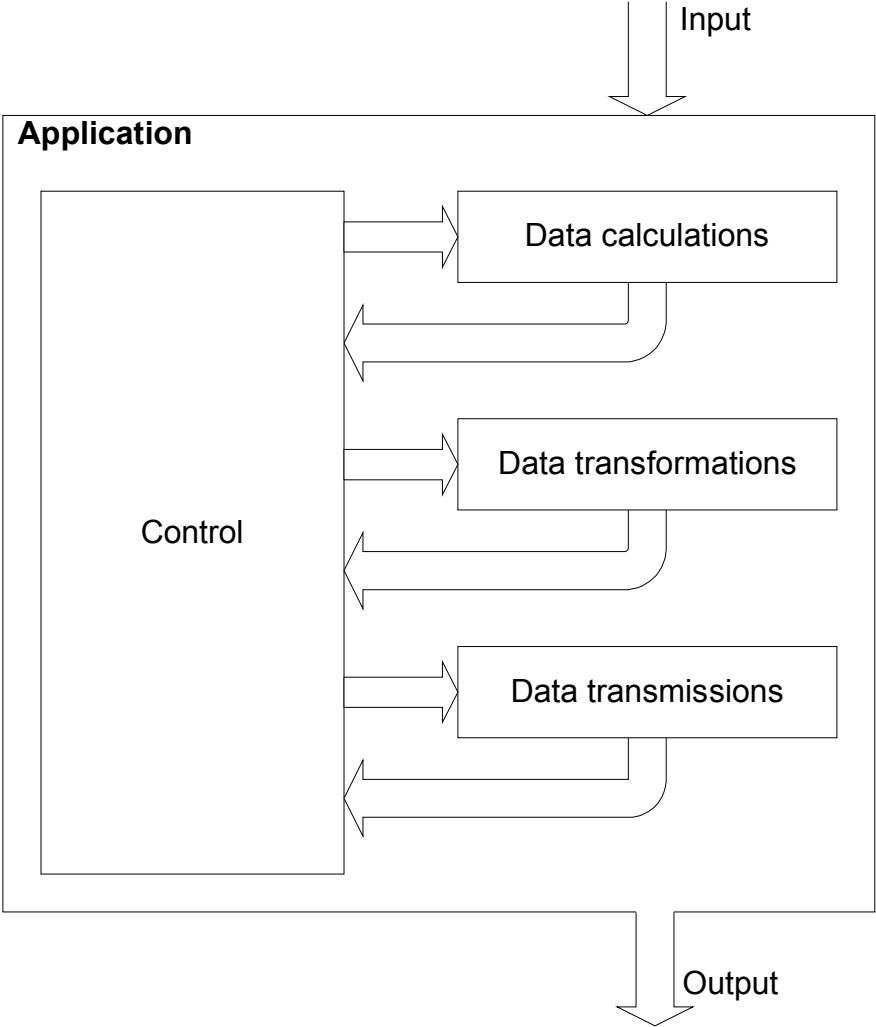 Input
Application
Data calculations
Data transformations
Control
Data transmissions
Output